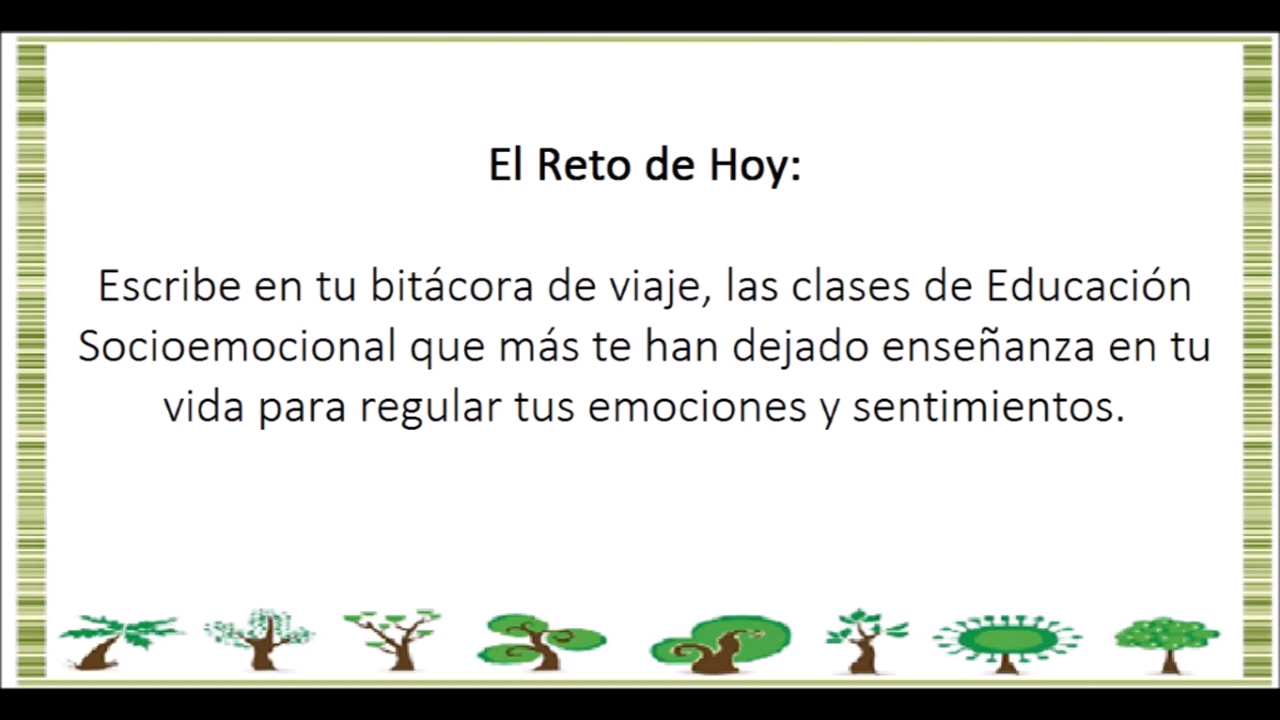 El Reto de Hoy:
Escribe en tu bitácora de viaje, las clases de Educación
Socioemocional que más te han dejado enseñanza en tu
vida para regular tus emociones y sentimientos.